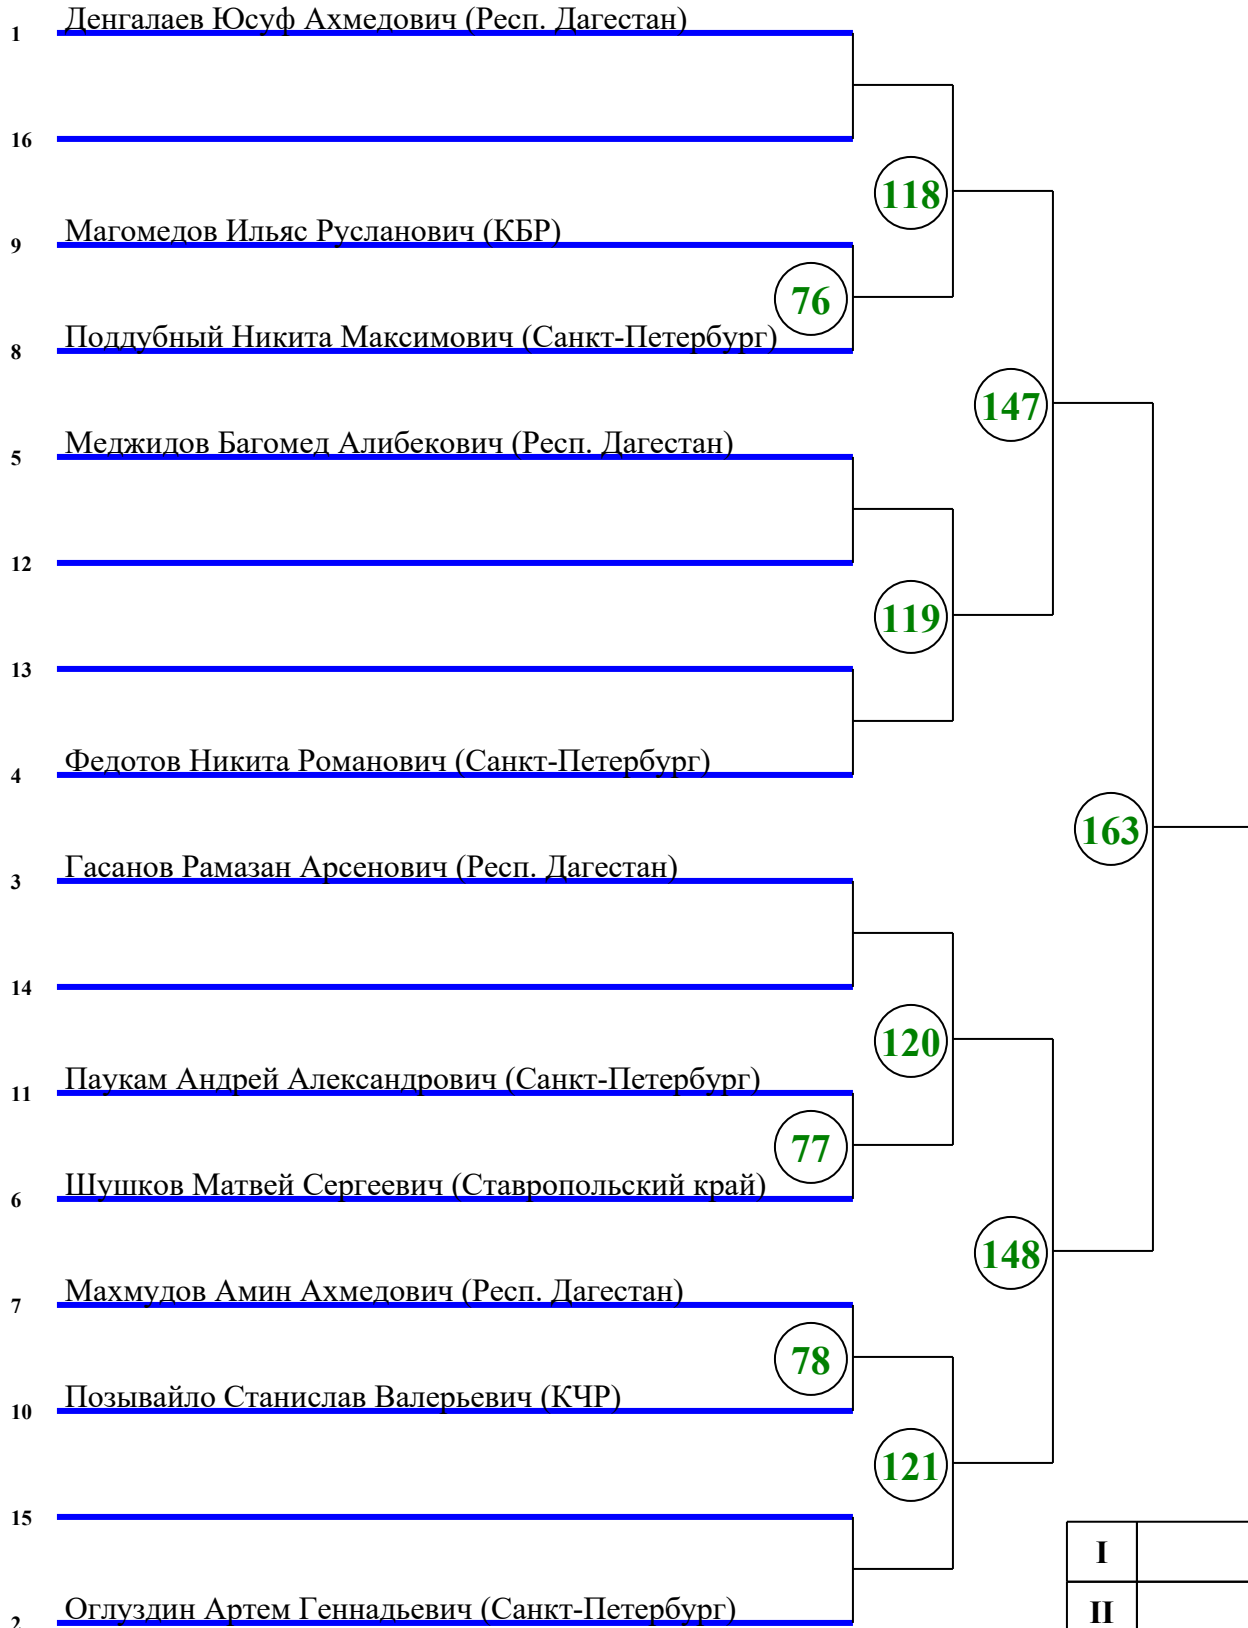 1 Денгалаев Юсуф Ахмедович (Респ. Дагестан)
16
118
9 Магомедов Ильяс Русланович (КБР)
76
8 Поддубный Никита Максимович (Санкт-Петербург)
147
5 Меджидов Багомед Алибекович (Респ. Дагестан)
12
119
13
4 Федотов Никита Романович (Санкт-Петербург)
163
3 Гасанов Рамазан Арсенович (Респ. Дагестан)
14
120
11 Паукам Андрей Александрович (Санкт-Петербург)
77
6 Шушков Матвей Сергеевич (Ставропольский край)
148
7 Махмудов Амин Ахмедович (Респ. Дагестан)
78
10 Позывайло Станислав Валерьевич (КЧР)
121
15
I
2 Оглуздин Артем Геннадьевич (Санкт-Петербург)
II